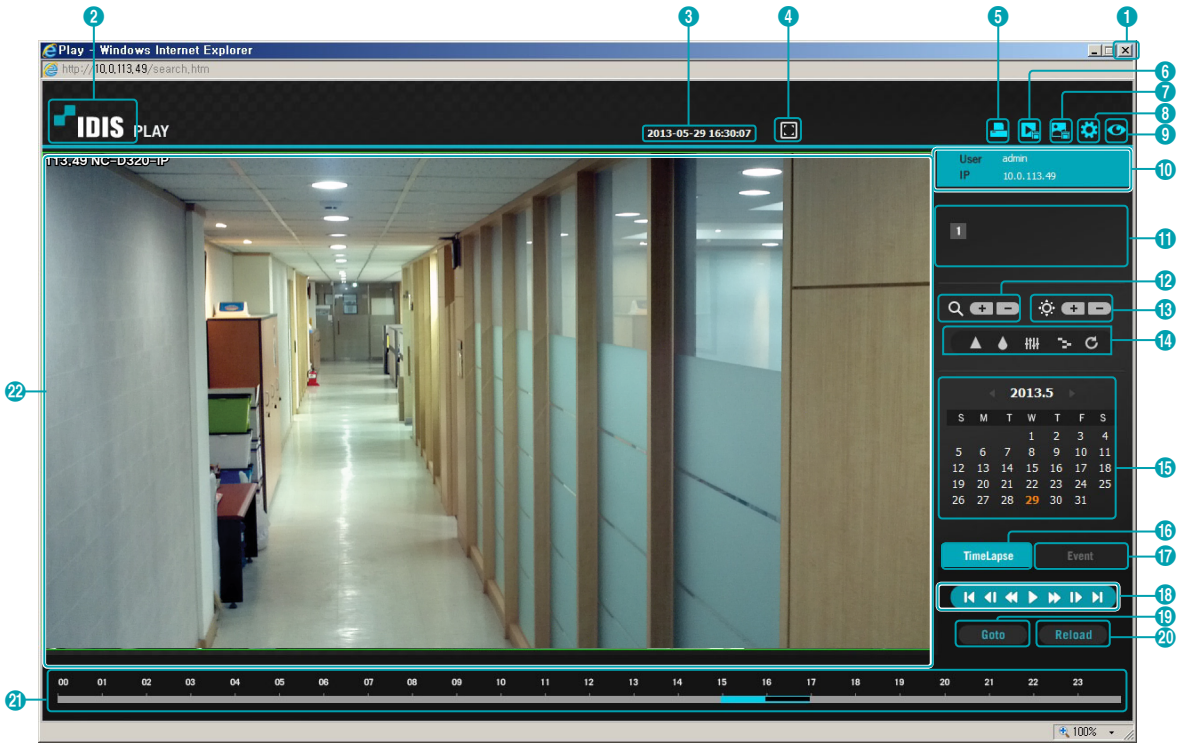 2
3
4
5
1
Play - Windows Internet Explorer
http://10.0.113.49/search.htm
6
7
8
9
IDIS PLAY
2013-05-29 16:30:07
113.49 NC-D320-IP
User admin
IP 10.0.113.49
10
1
11
12
13
14
2013.5
S M T W T F S
1 2 3 4
5 6 7 8 9 10 11
12 13 14 15 16 17 18
19 20 21 22 23 24 25
26 27 28 29 30 31
15
22
16
TimeLapse Event
17
18
19
Goto Reload
20
00 01 02 03 04 05 06 07 08 09 10 11 12 13 14 15 16 17 18 19 20 21 22 23
21
100%